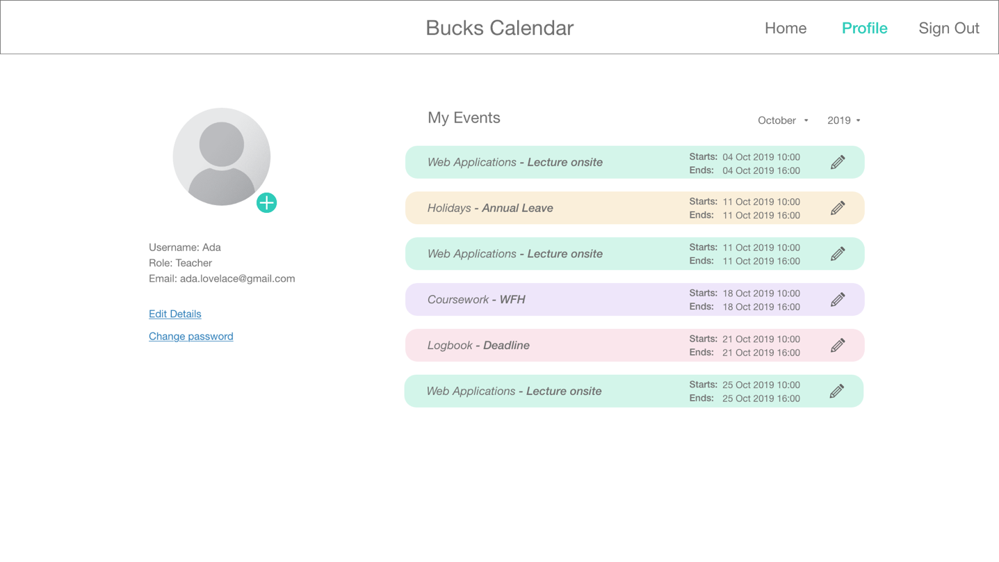 Bucks Calendar
Home
Profile
Sign Out
My Events
October
2019
Username: Ada
Role: Teacher
Email: ada.lovelace@gmail.com
Edit Details
Change password
Web Applications - Lecture onsite
Starts: 04 Oct 2019 10:00
Ends: 04 Oct 2019 16:00
Holidays - Annual Leave
Starts: 11 Oct 2019 10:00
Ends: 11 Oct 2019 16:00
Web Applications - Lecture onsite
Starts: 11 Oct 2019 10:00
Ends: 11 Oct 2019 16:00
Coursework - WFH
Starts: 18 Oct 2019 10:00
Ends: 18 Oct 2019 16:00
Logbook - Deadline
Starts: 21 Oct 2019 10:00
Ends: 21 Oct 2019 16:00
Web Applications - Lecture onsite
Starts: 25 Oct 2019 10:00
Ends: 25 Oct 2019 16:00